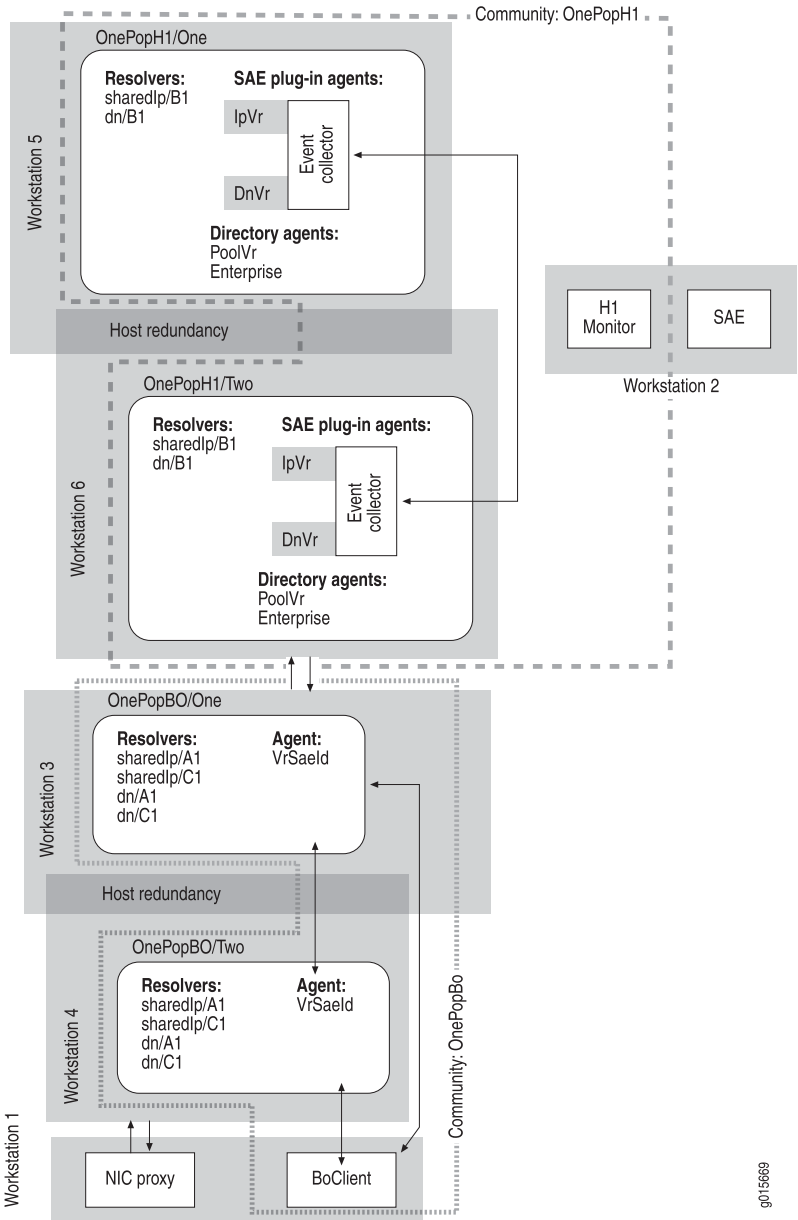 Community: OnePopH1
OnePopH1/One
Resolvers:
sharedIp/B1
dn/B1
SAE plug-in agents:
IpVr
Event
collector
DnVr
Directory agents:
PoolVr
Enterprise
Workstation 5
Host redundancy
H1
Monitor
SAE
Workstation 2
OnePopH1/Two
Resolvers:
sharedIp/B1
dn/B1
SAE plug-in agents:
IpVr
Event
collector
DnVr
Directory agents:
PoolVr
Enterprise
Workstation 6
OnePopBO/One
Resolvers:
sharedIp/A1
sharedIp/C1
dn/A1
dn/C1
Agent:
VrSaeId
Workstation 3
Host redundancy
OnePopBO/Two
Resolvers:
sharedIp/A1
sharedIp/C1
dn/A1
dn/C1
Agent:
VrSaeId
Workstation 4
Community: OnePopBo
Workstation 1
NIC proxy
BoClient
g015669